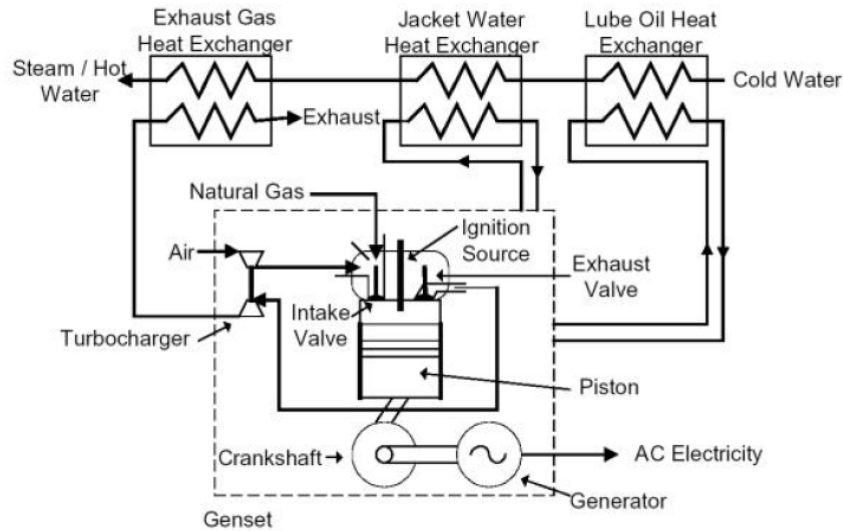 Exhaust Gas
Heat Exchanger
Jacket Water
Heat Exchanger
Lube Oil Heat
Exchanger
Steam / Hot
Water
Exhaust
Cold Water
Natural Gas
Ignition
Source
Air
Exhaust
Valve
Intake
Valve
Turbocharger
Piston
Crankshaft
AC Electricity
Generator
Genset